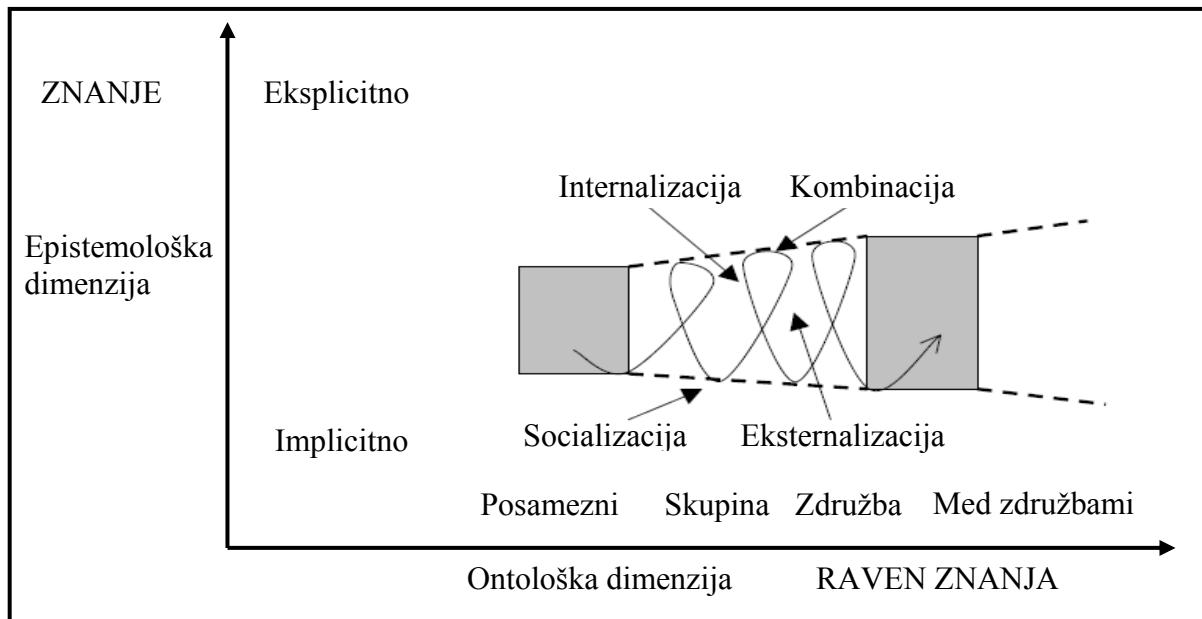 ZNANJE
Eksplicitno
Internalizacija
Kombinacija
Epistemološka
dimenzija
Implicitno
Socializacija
Eksternalizacija
Posamezni
Skupina
Združba
Med združbami
Ontološka dimenzija
RAVEN ZNANJA